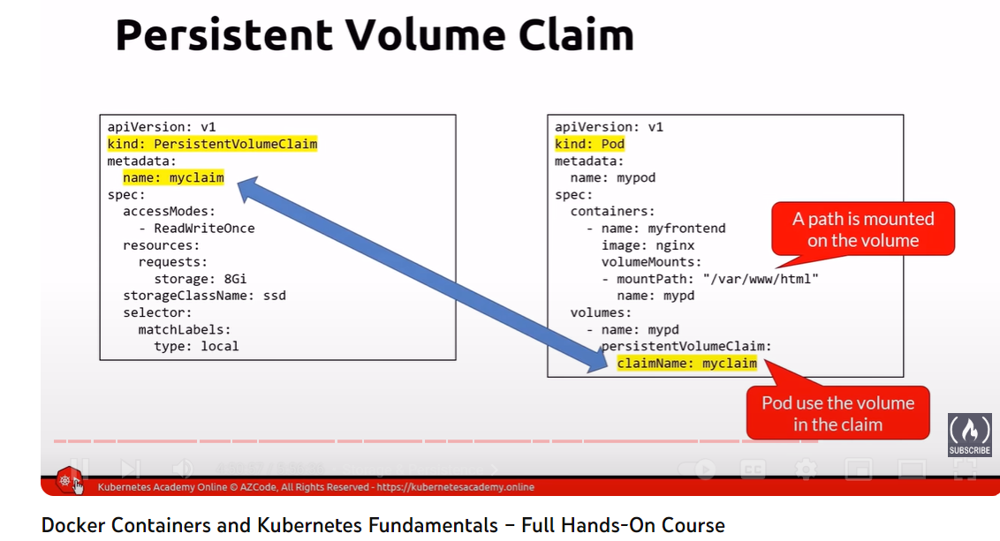 Persistent Volume Claim
apiVersion: v1
kind: PersistentVolumeClaim
metadata:
  name: myclaim
spec:
  accessModes:
    - ReadWriteOnce
  resources:
    requests:
      storage: 8Gi
  storageClassName: ssd
  selector:
    matchLabels:
      type: local
apiVersion: v1
kind: Pod
metadata:
  name: mypod
spec:
  containers:
    - name: myfrontend
      image: nginx
      volumeMounts:
      - mountPath: "/var/www/html"
        name: mypd
  volumes:
    - name: mypd
      persistentVolumeClaim:
        claimName: myclaim
A path is mounted
on the volume
Pod use the volume
in the claim
SUBSCRIBE
Kubernetes Academy Online © AZCode, All Rights Reserved - https://kubernetesacademy.online
Docker Containers and Kubernetes Fundamentals – Full Hands-On Course